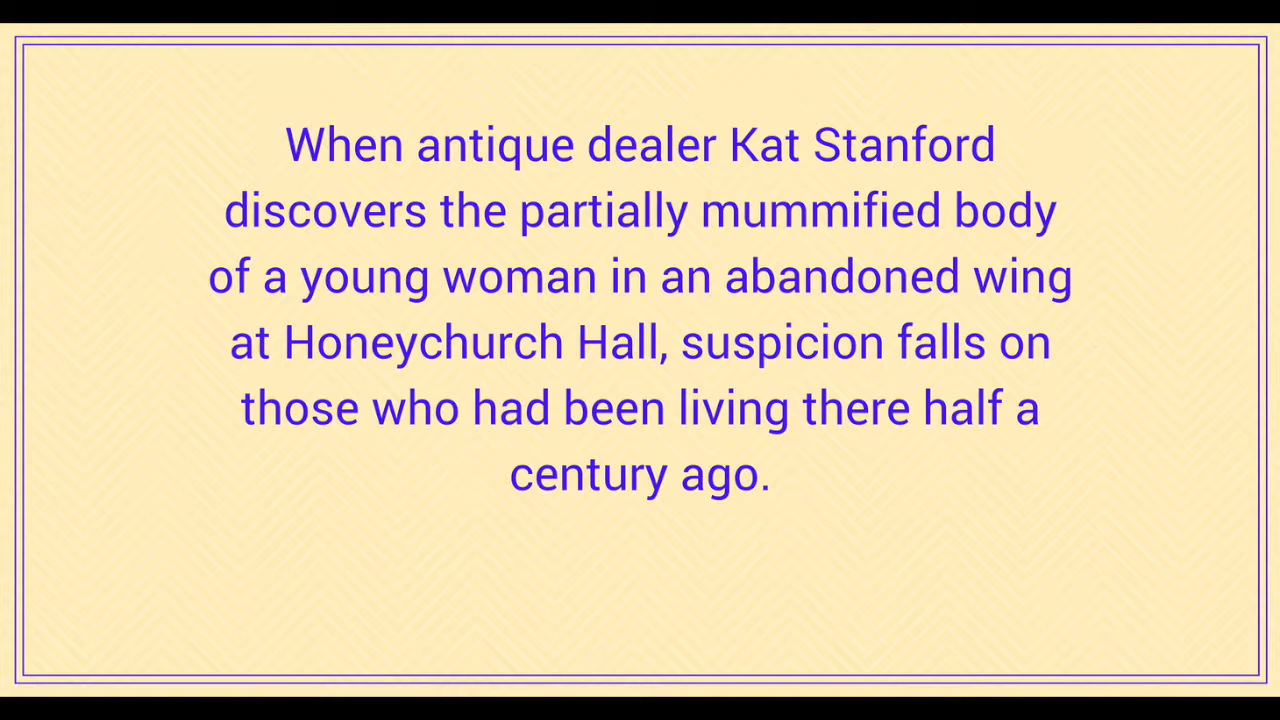 When antique dealer Kat Stanford
discovers the partially mummified body
of a young woman in an abandoned wing
at Honeychurch Hall, suspicion falls on
those who had been living there half a
century ago.